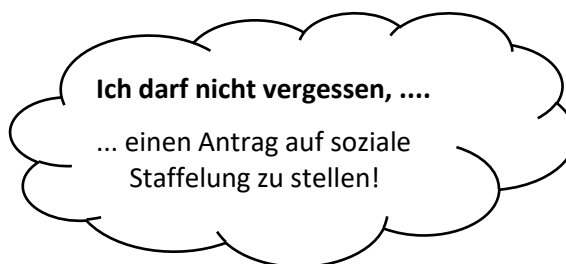 Ich darf nicht vergessen, ....
... einen Antrag auf soziale
Staffelung zu stellen!